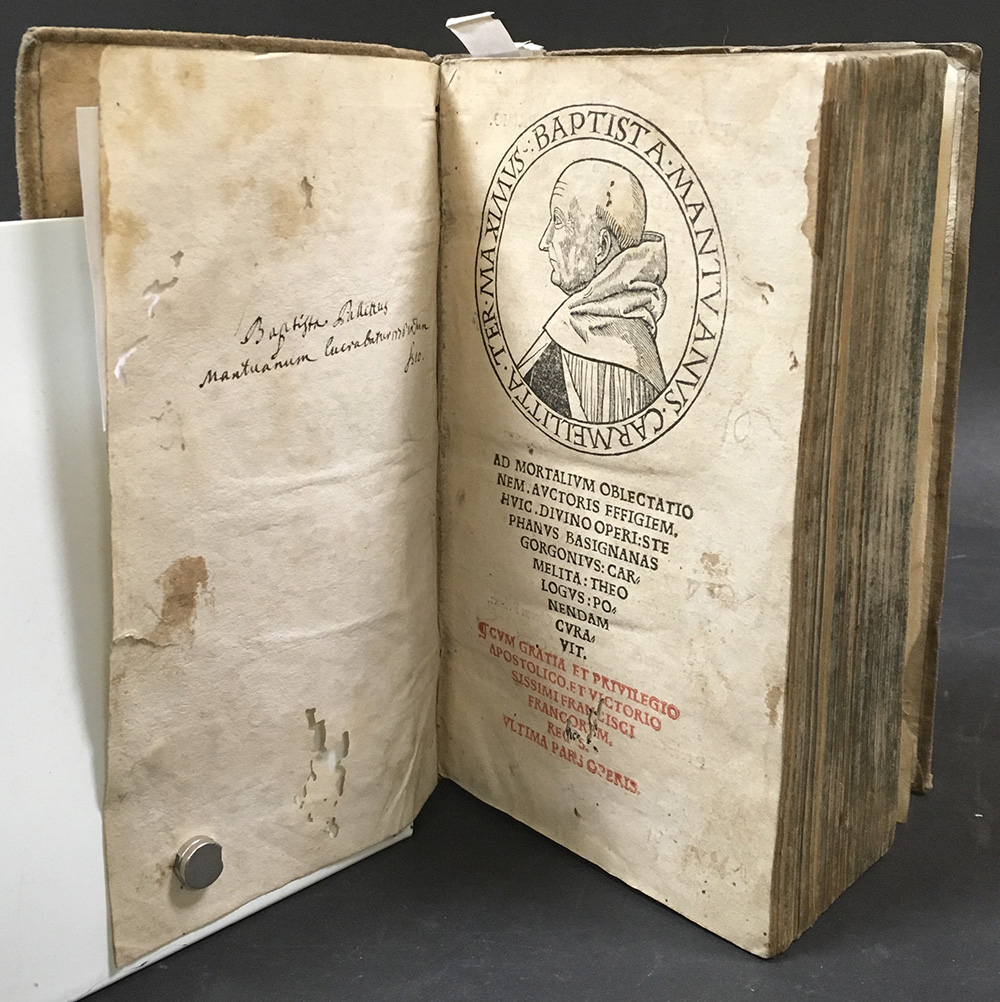 Baptista
Mantuanum lucrabatur
BAPTISTA·MANTVANVS·CARMELLITTA·TER·MAXIMVS·:
AD MORTALIVM OBLECTATIO
NEM. AVCTORIS EFFIGIEM.
HVIC. DIVINO OPERI: STE
PHANVS BASIGNANAS
GORGONIVS: CAR⸗
MELITA: THEO
LOGVS: PO⸗
NENDAM
CVRA⸗
VIT.
¶CVM GRATIA ET PRIVILEGIO
APOSTOLICO. ET VICTORIO
SISSIMI FRANCISCI
FRANCORVM.
REGIS.
VLTIMA PARS OPERIS.